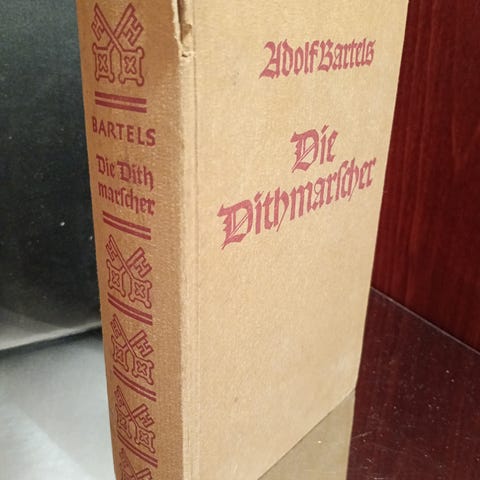 BARTELS
Die Dith
marscher
Adolf Bartels
Die
Dithmarscher